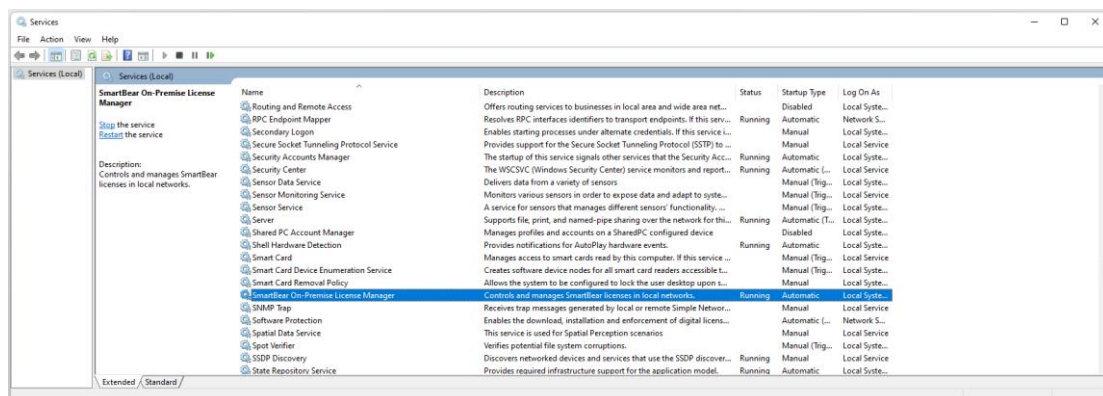 Services
File Action View Help
Services (Local)
Services (Local)
SmartBear On-Premise License
Manager
Stop the service
Restart the service
Description:
Controls and manages SmartBear
licenses in local networks.
Name Description Status Startup Type Log On As
Routing and Remote Access Offers routing services to businesses in local area and wide area net... Disabled Local Syste...
RPC Endpoint Mapper Resolves RPC interfaces identifiers to transport endpoints. If this serv... Running Automatic Network S...
Secondary Logon Enables starting processes under alternate credentials. If this service i... Manual Local Syste...
Secure Socket Tunneling Protocol Service Provides support for the Secure Socket Tunneling Protocol (SSTP) to ... Manual Local Service
Security Accounts Manager The startup of this service signals other services that the Security Acc... Running Automatic Local Syste...
Security Center The WSCSVC (Windows Security Center) service monitors and report... Running Automatic (... Local Service
Sensor Data Service Delivers data from a variety of sensors Manual (Trig... Local Syste...
Sensor Monitoring Service Monitors various sensors in order to expose data and adapt to syste... Manual (Trig... Local Service
Sensor Service A service for sensors that manages different sensors' functionality. ... Manual (Trig... Local Syste...
Server Supports file, print, and named-pipe sharing over the network for thi... Running Automatic (T... Local Syste...
Shared PC Account Manager Manages profiles and accounts on a SharedPC configured device Disabled Local Syste...
Shell Hardware Detection Provides notifications for AutoPlay hardware events. Running Automatic Local Syste...
Smart Card Manages access to smart cards read by this computer. If this service ... Manual (Trig... Local Service
Smart Card Device Enumeration Service Creates software device nodes for all smart card readers accessible t... Manual (Trig... Local Syste...
Smart Card Removal Policy Allows the system to be configured to lock the user desktop upon s... Manual Local Syste...
SmartBear On-Premise License Manager Controls and manages SmartBear licenses in local networks. Running Automatic Local Syste...
SNMP Trap Receives trap messages generated by local or remote Simple Networ... Manual Local Service
Software Protection Enables the download, installation and enforcement of digital licens... Automatic (... Network S...
Spatial Data Service This service is used for Spatial Perception scenarios Manual Local Service
Spot Verifier Verifies potential file system corruptions. Manual (Trig... Local Syste...
SSDP Discovery Discovers networked devices and services that use the SSDP discover... Running Manual Local Service
State Repository Service Provides required infrastructure support for the application model. Running Automatic Local Syste...
Extended Standard